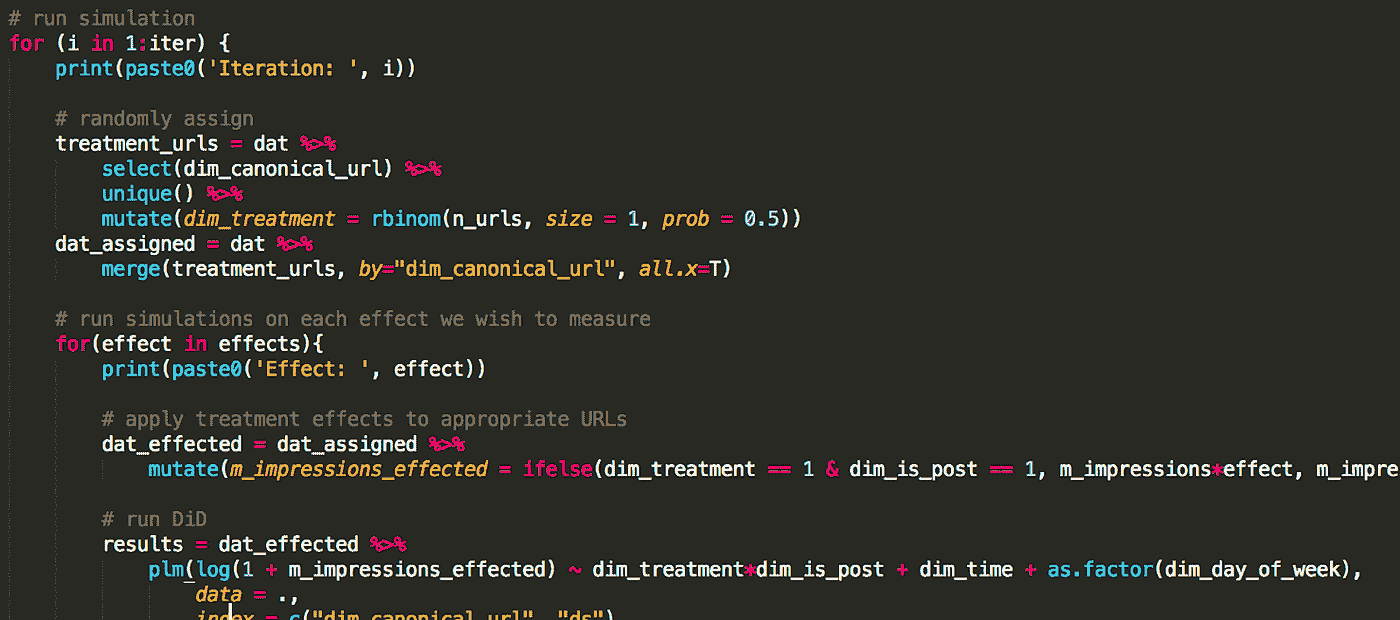 # run simulation
for (i in 1:iter) {
    print(paste0('Iteration: ', i))
    # randomly assign
    treatment_urls = dat %>%
        select(dim_canonical_url) %>%
        unique() %>%
        mutate(dim_treatment = rbinom(n_urls, size = 1, prob = 0.5))
    dat_assigned = dat %>%
        merge(treatment_urls, by="dim_canonical_url", all.x=T)
    # run simulations on each effect we wish to measure
    for(effect in effects){
        print(paste0('Effect: ', effect))
        # apply treatment effects to appropriate URLs
        dat_effected = dat_assigned %>%
            mutate(m_impressions_effected = ifelse(dim_treatment == 1 & dim_is_post == 1, m_impressions*effect, m_impre
        # run DiD
        results = dat_effected %>%
            plm(log(1 + m_impressions_effected) ~ dim_treatment*dim_is_post + dim_time + as.factor(dim_day_of_week),
                data = .,
                index = c("dim_canonical_url", "ds")